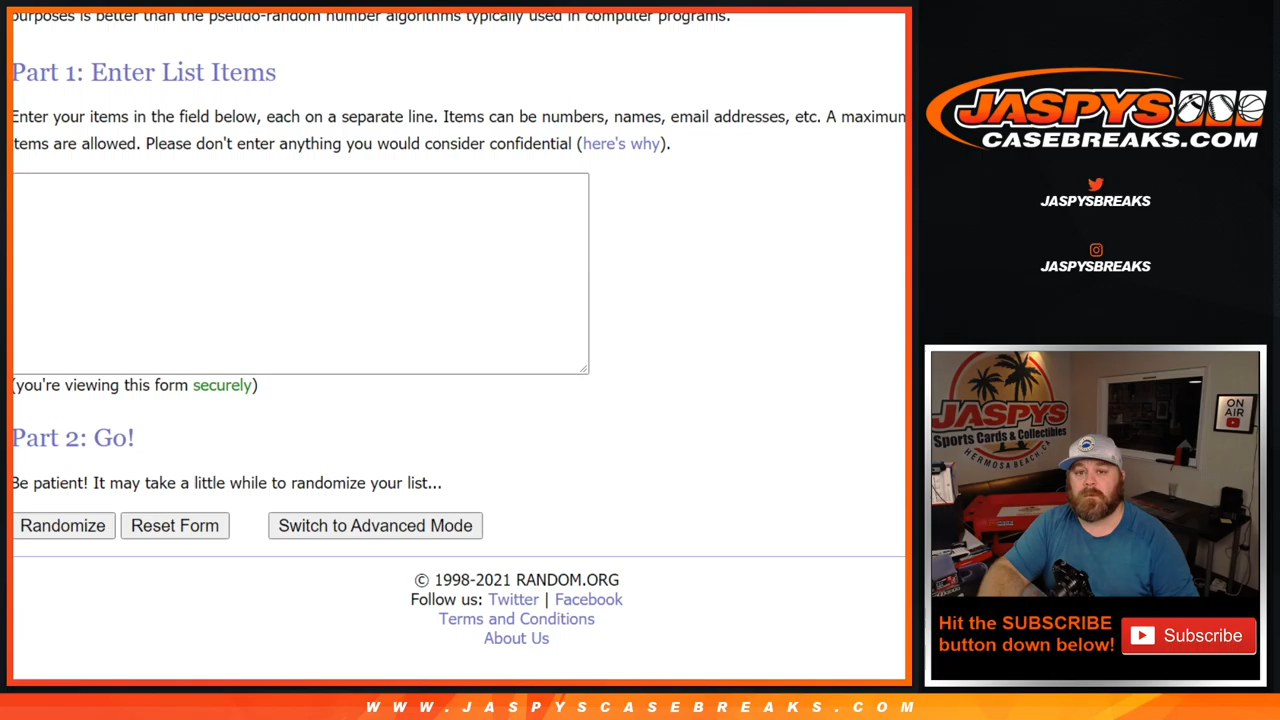 purposes is better than the pseudo-random number algorithms typically used in computer programs.
Part 1: Enter List Items
Enter your items in the field below, each on a separate line. Items can be numbers, names, email addresses, etc. A maximum
items are allowed. Please don't enter anything you would consider confidential (here's why).
(you're viewing this form securely)
Part 2: Go!
Be patient! It may take a little while to randomize your list...
Randomize
Reset Form
Switch to Advanced Mode
© 1998-2021 RANDOM.ORG
Follow us: Twitter | Facebook
Terms and Conditions
About Us
JASPYS
CASEBREAKS.COM
JASPYSBREAKS
JASPYSBREAKS
JASPYS
Sports Cards & Collectibles
HERMOSA BEACH, CA
ON
AIR
Hit the SUBSCRIBE
button down below!
Subscribe
WWW.JASPYSCASEBREAKS.COM